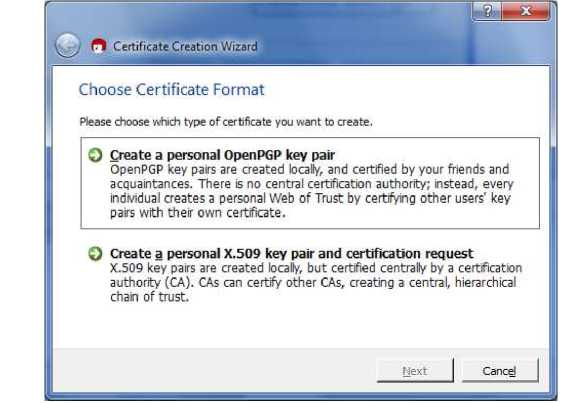 ?
x
Certificate Creation Wizard
Choose Certificate Format
Please choose which type of certificate you want to create.
Create a personal OpenPGP key pair
OpenPGP key pairs are created locally, and certified by your friends and
acquaintances. There is no central certification authority; instead, every
individual creates a personal Web of Trust by certifying other users' key
pairs with their own certificate.
Create a personal X.509 key pair and certification request
X.509 key pairs are created locally, but certified centrally by a certification
authority (CA). CAs can certify other CAs, creating a central, hierarchical
chain of trust.
Next
Cancel